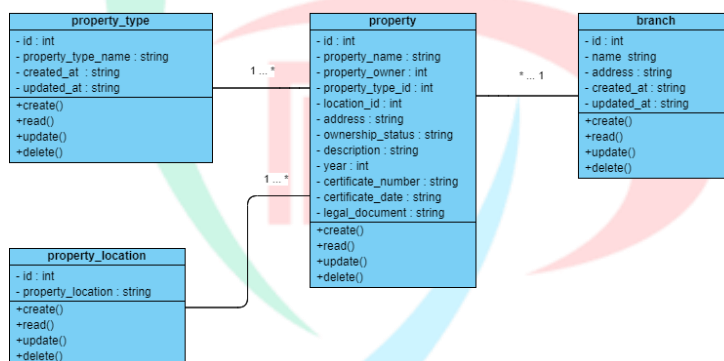 property_type
- id : int
- property_type_name : string
- created_at : string
- updated_at : string
+create()
+read()
+update()
+delete()
1 ... *
property
- id : int
- property_name : string
- property_owner : int
- property_type_id : int
- location_id : int
- address : string
- ownership_status : string
- description : string
- year : int
- certificate_number : string
- certificate_date : string
- legal_document : string
+create()
+read()
+update()
+delete()
* ... 1
branch
- id : int
- name string
- address : string
- created_at : string
- updated_at : string
+create()
+read()
+update()
+delete()
1 ... *
property_location
- id : int
- property_location : string
+create()
+read()
+update()
+delete()